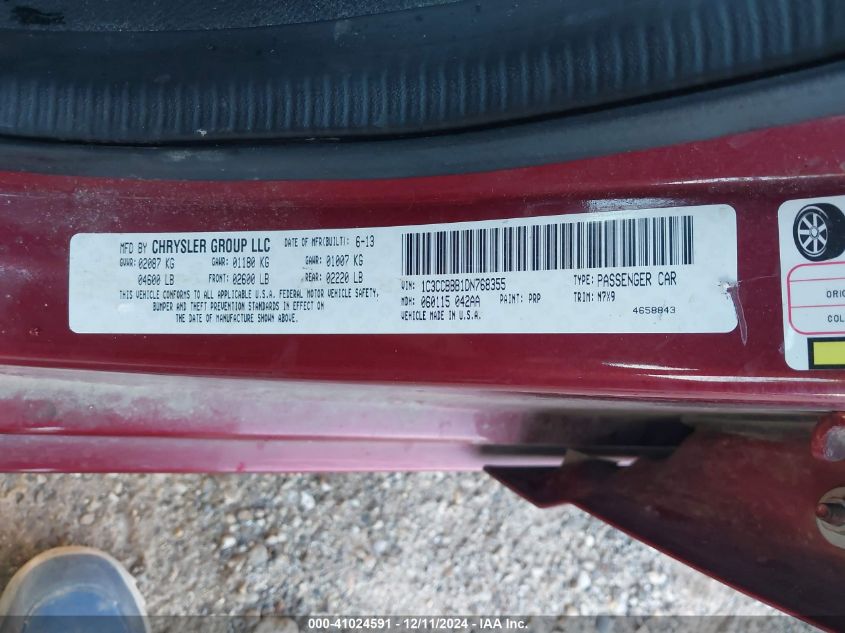 MFD BY CHRYSLER GROUP LLC DATE OF MFR(BUILT): 6-13
GVWR: 02087 KG GAWR: 01180 KG GAWR: 01007 KG
04600 LB FRONT: 02600 LB REAR: 02220 LB
THIS VEHICLE CONFORMS TO ALL APPLICABLE U.S.A. FEDERAL MOTOR VEHICLE SAFETY,
BUMPER AND THEFT PREVENTION STANDARDS IN EFFECT ON
THE DATE OF MANUFACTURE SHOWN ABOVE.
VIN: 1C3CCBBB1DN768355 TYPE: PASSENGER CAR
MDH: 060115 042AA PAINT: PRP TRIM: N7X9
VEHICLE MADE IN U.S.A. 4658843
ORIG
COL
000-41024591 - 12/11/2024 - IAA Inc.